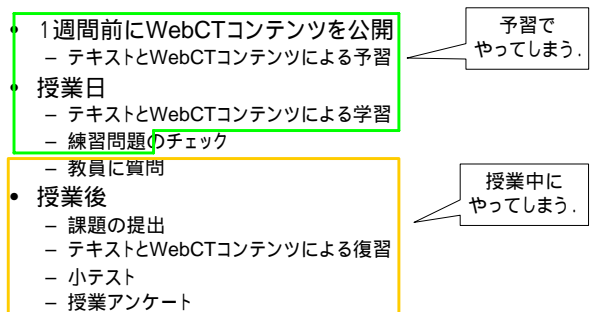 • 1週間前にWebCTコンテンツを公開
– テキストとWebCTコンテンツによる予習
• 授業日
– テキストとWebCTコンテンツによる学習
– 練習問題のチェック
– 教員に質問
• 授業後
– 課題の提出
– テキストとWebCTコンテンツによる復習
– 小テスト
– 授業アンケート
予習で
やってしまう.
授業中に
やってしまう.